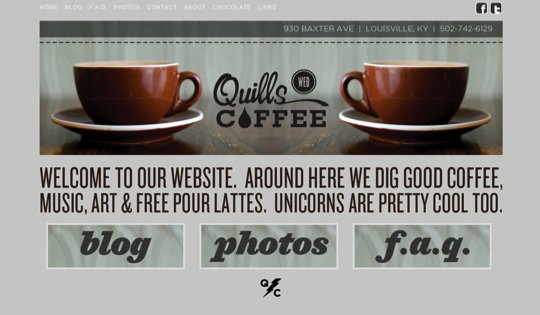 HOME BLOG F.A.Q. PHOTOS CONTACT ABOUT CHOCOLATE LINKS
930 BAXTER AVE | LOUISVILLE, KY | 502-742-6129
Quills WEB
COFFEE
WELCOME TO OUR WEBSITE. AROUND HERE WE DIG GOOD COFFEE,
MUSIC, ART & FREE POUR LATTES. UNICORNS ARE PRETTY COOL TOO.
blog photos f.a.q.
Q C